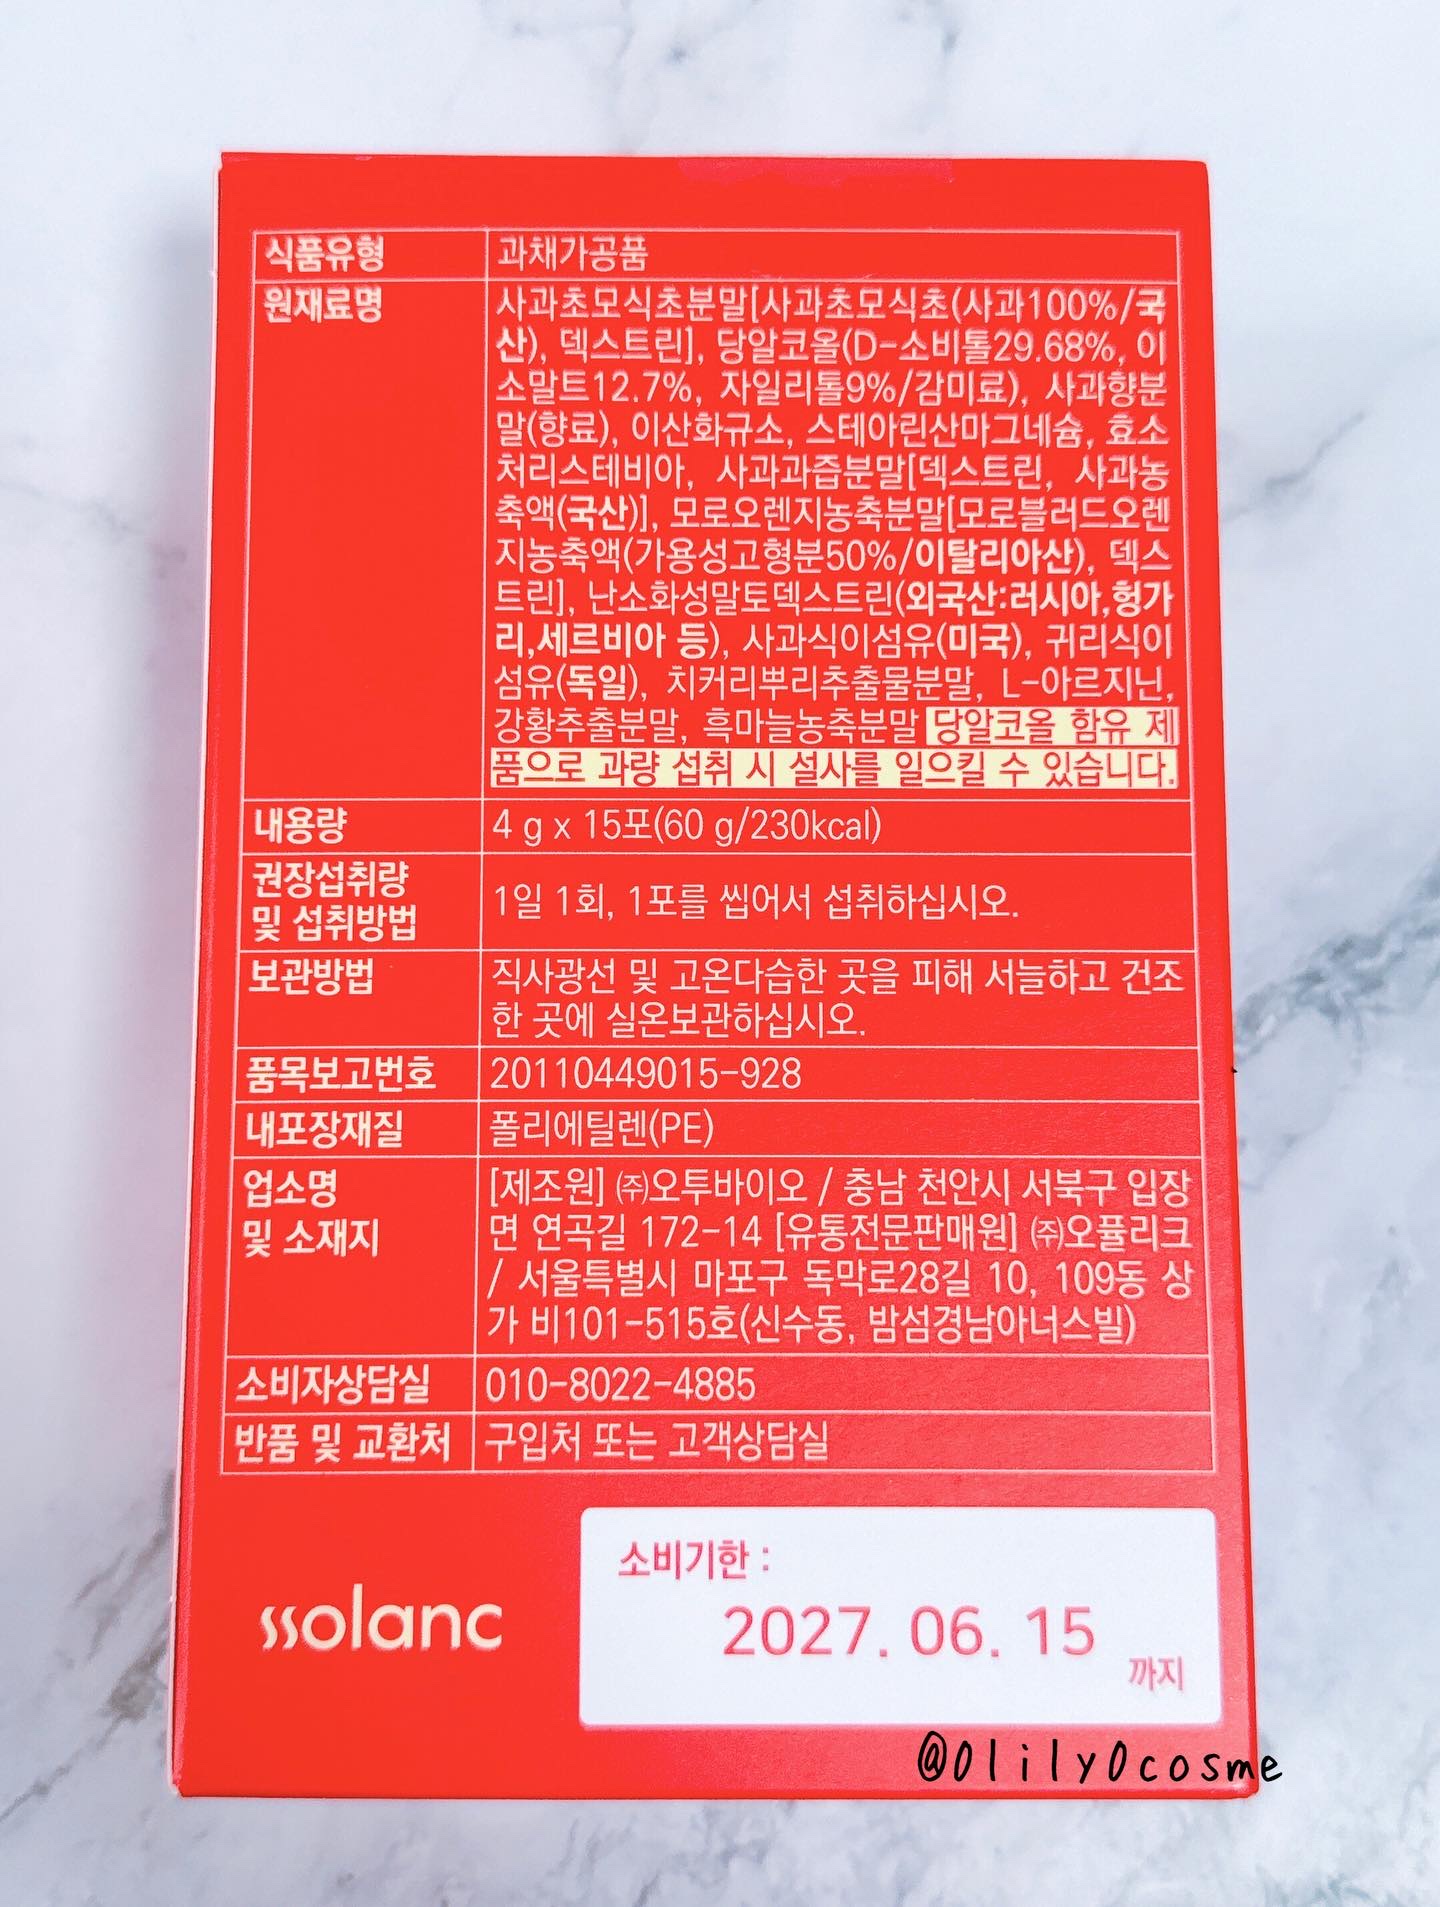 식품유형 과채가공품
원재료명 사과초모식초분말[사과초모식초(사과100%/국
산), 덱스트린], 당알코올(D-소비톨29.68%, 이
소말트12.7%, 자일리톨9%/감미료), 사과향분
말(향료), 이산화규소, 스테아린산마그네슘, 효소
처리스테비아, 사과과즙분말[덱스트린, 사과농
축액(국산)], 모로오렌지농축분말[모로블러드오렌
지농축액(가용성고형분50%/이탈리아산), 덱스
트린], 난소화성말토덱스트린(외국산:러시아,헝가
리,세르비아 등), 사과식이섬유(미국), 귀리식이
섬유(독일), 치커리뿌리추출물분말, L-아르지닌,
강황추출분말, 흑마늘농축분말 당알코올 함유 제
품으로 과량 섭취 시 설사를 일으킬 수 있습니다.
내용량 4 g x 15포(60 g/230kcal)
권장섭취량
및 섭취방법
1일 1회, 1포를 씹어서 섭취하십시오.
보관방법 직사광선 및 고온다습한 곳을 피해 서늘하고 건조
한 곳에 실온보관하십시오.
품목보고번호 20110449015-928
내포장재질 폴리에틸렌(PE)
업소명
및 소재지
[제조원] ㈜오투바이오 / 충남 천안시 서북구 입장
면 연곡길 172-14 [유통전문판매원] ㈜오퓰리크
/ 서울특별시 마포구 독막로28길 10, 109동 상
가 비101-515호(신수동, 밤섬경남아너스빌)
소비자상담실 010-8022-4885
반품 및 교환처 구입처 또는 고객상담실
ssolanc
소비기한 :
2027. 06. 15
까지
@0lily0cosme